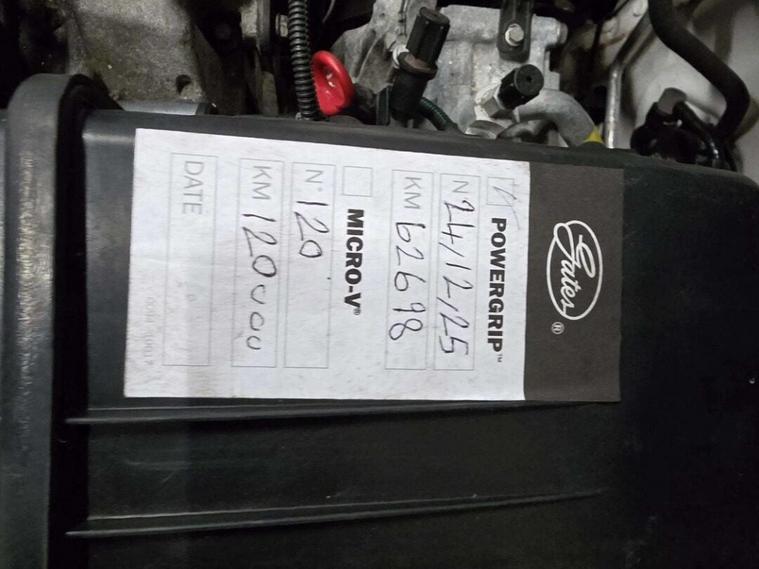 Gates®
POWERGRIP™
N° 24/12/25
KM 62698
MICRO-V®
N° 120
KM 120000
DATE